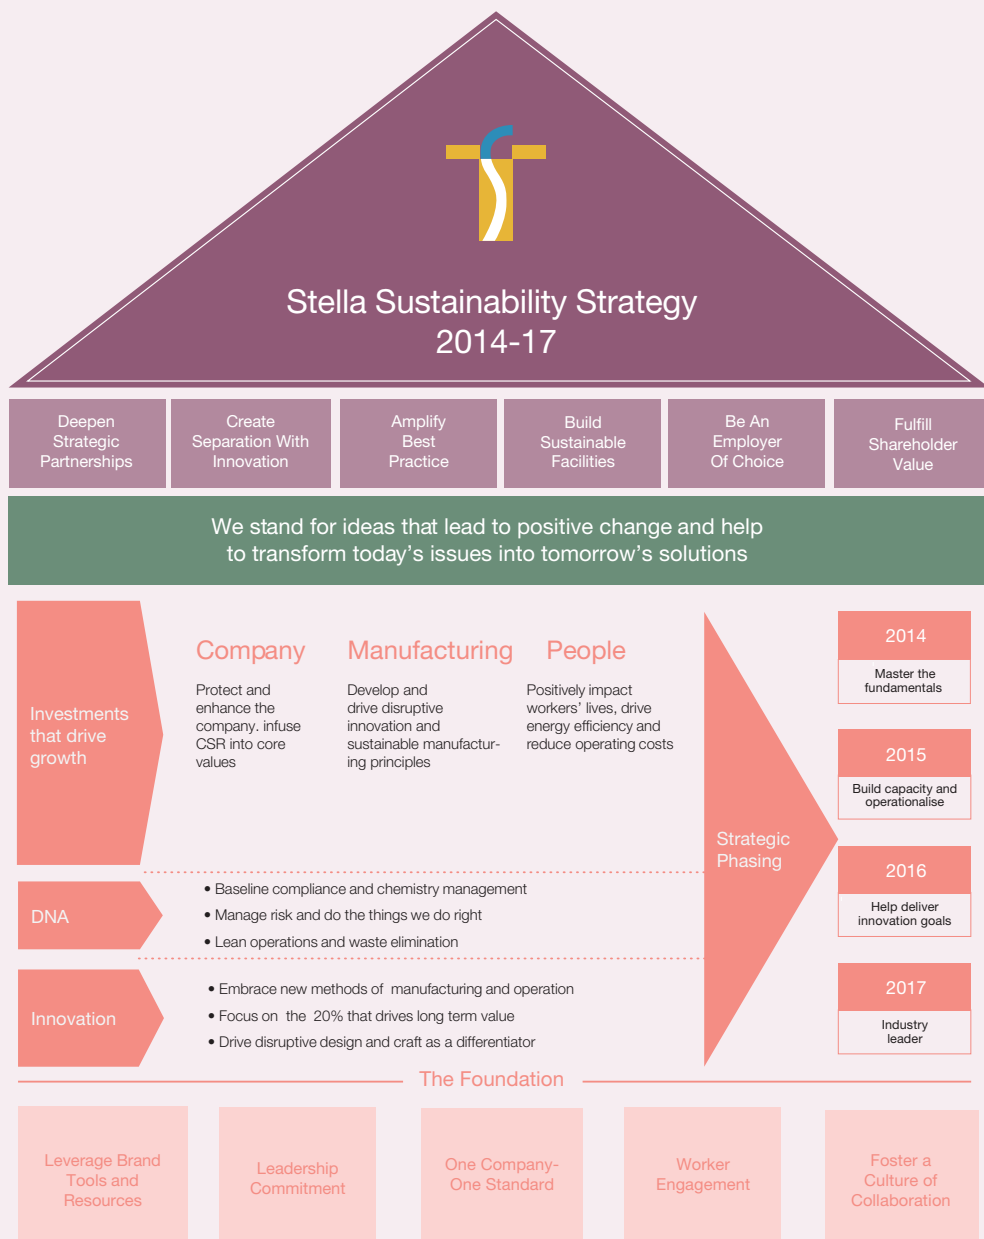 Stella Sustainability Strategy
2014-17
Deepen
Strategic
Partnerships
Create
Separation With
Innovation
Amplify
Best
Practice
Build
Sustainable
Facilities
Be An
Employer
Of Choice
Fulfill
Shareholder
Value
We stand for ideas that lead to positive change and help
to transform today's issues into tomorrow's solutions
Investments
that drive
growth
Company
Protect and
enhance the
company. infuse
CSR into core
values
Manufacturing
Develop and
drive disruptive
innovation and
sustainable manufactur-
ing principles
People
Positively impact
workers' lives, drive
energy efficiency and
reduce operating costs
DNA
• Baseline compliance and chemistry management
• Manage risk and do the things we do right
• Lean operations and waste elimination
Innovation
• Embrace new methods of manufacturing and operation
• Focus on the 20% that drives long term value
• Drive disruptive design and craft as a differentiator
Strategic
Phasing
2014
Master the
fundamentals
2015
Build capacity and
operationalise
2016
Help deliver
innovation goals
2017
Industry
leader
The Foundation
Leverage Brand
Tools and
Resources
Leadership
Commitment
One Company-
One Standard
Worker
Engagement
Foster a
Culture of
Collaboration